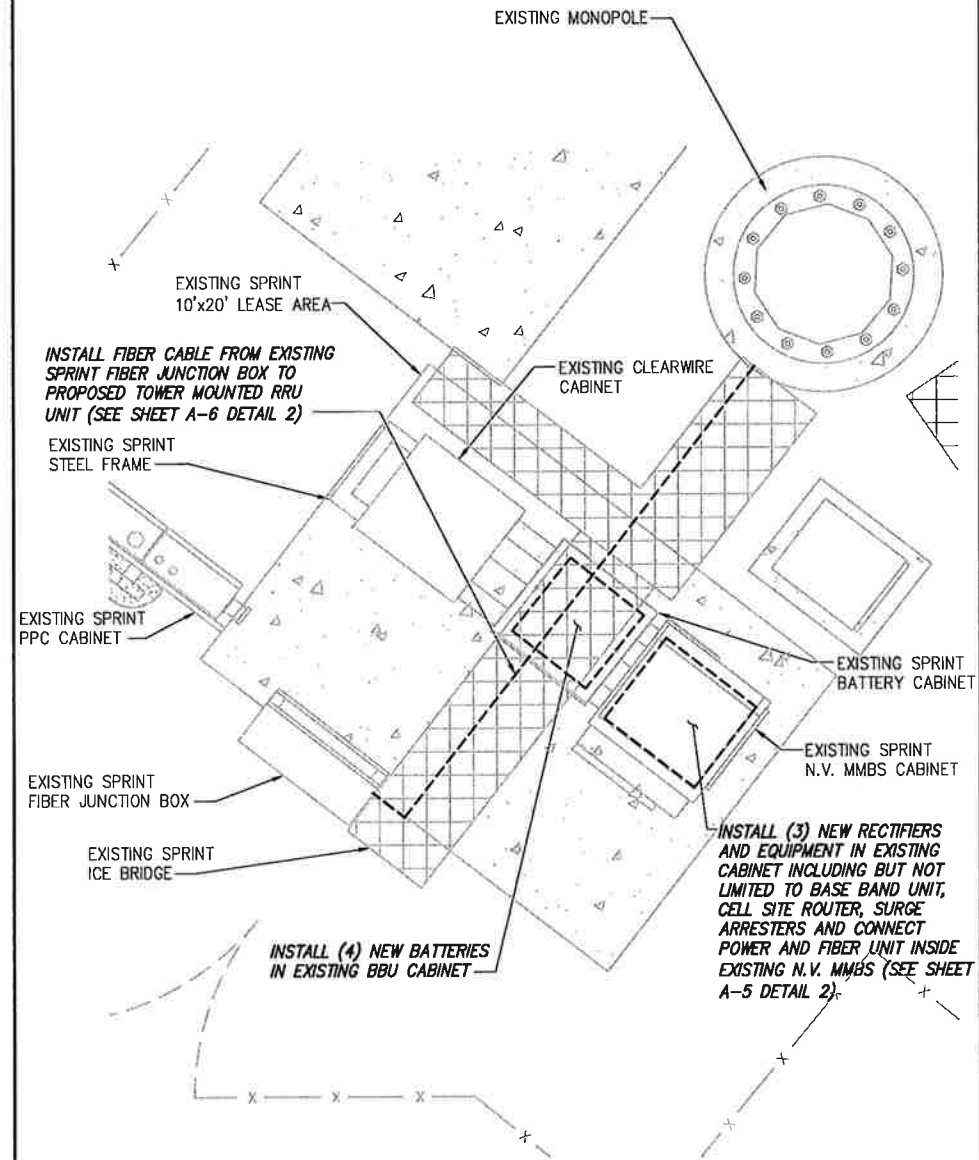 EXISTING MONOPOLE
EXISTING SPRINT
10'x20' LEASE AREA
INSTALL FIBER CABLE FROM EXISTING
SPRINT FIBER JUNCTION BOX TO
PROPOSED TOWER MOUNTED RRU
UNIT (SEE SHEET A-6 DETAIL 2)
EXISTING CLEARWIRE
CABINET
EXISTING SPRINT
STEEL FRAME
EXISTING SPRINT
PPC CABINET
EXISTING SPRINT
BATTERY CABINET
EXISTING SPRINT
N.V. MMBS CABINET
EXISTING SPRINT
FIBER JUNCTION BOX
EXISTING SPRINT
ICE BRIDGE
INSTALL (3) NEW RECTIFIERS
AND EQUIPMENT IN EXISTING
CABINET INCLUDING BUT NOT
LIMITED TO BASE BAND UNIT,
CELL SITE ROUTER, SURGE
ARRESTERS AND CONNECT
POWER AND FIBER UNIT INSIDE
EXISTING N.V. MMBS (SEE SHEET
A-5 DETAIL 2)
INSTALL (4) NEW BATTERIES
IN EXISTING BBU CABINET